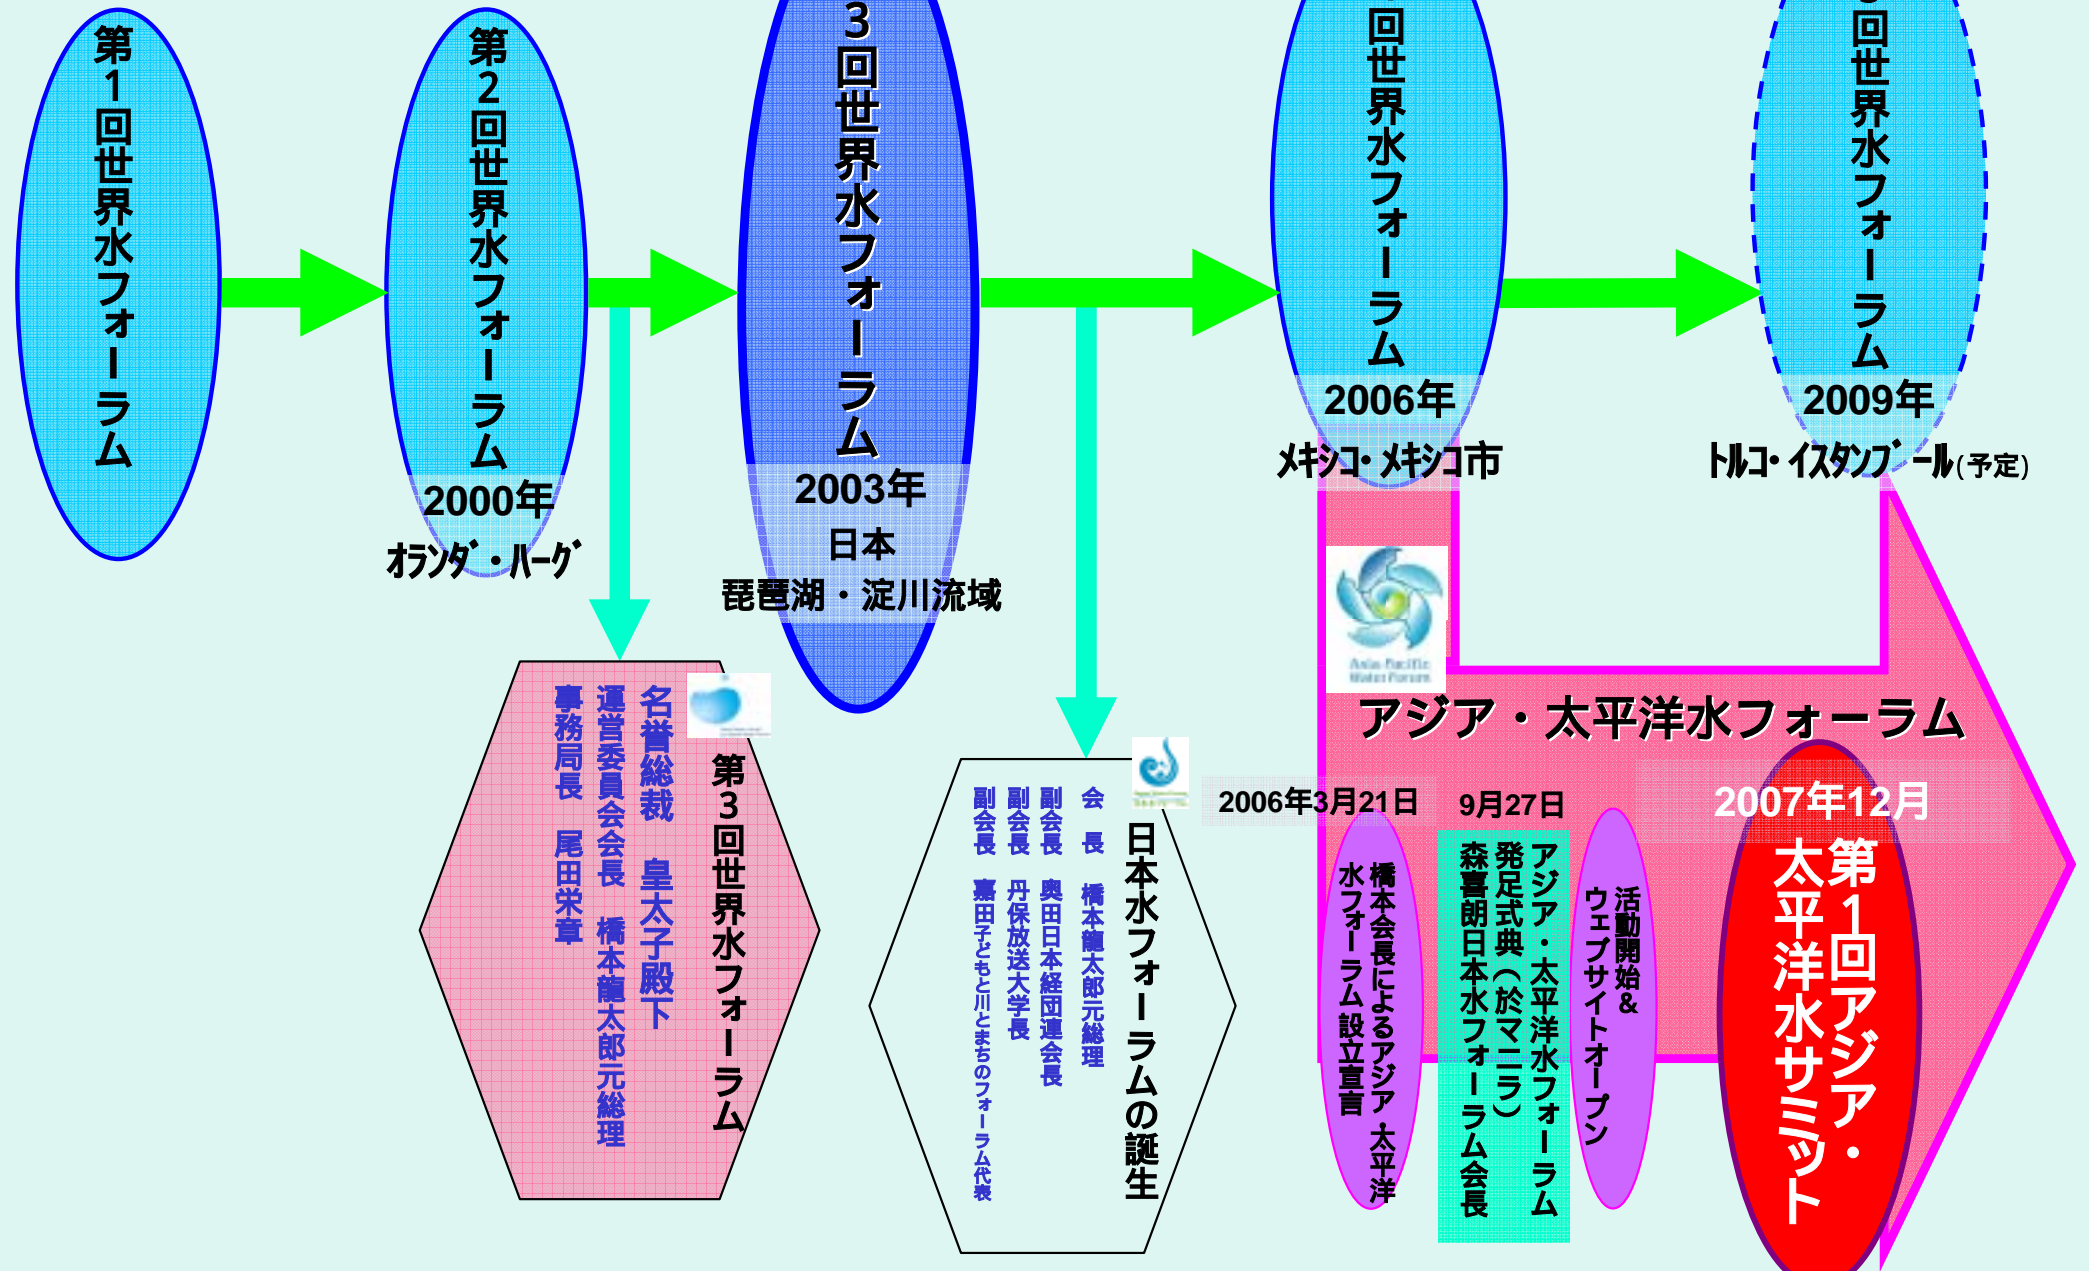 第1回世界水フォーラム
第2回世界水フォーラム
2000年
ｵﾗﾝﾀﾞ・ﾊｰｸﾞ
3回世界水フォーラム
2003年
日本
琵琶湖・淀川流域
回世界水フォーラム
2006年
ﾒｷｼｺ・ﾒｷｼｺ市
回世界水フォーラム
2009年
ﾄﾙｺ・ｲｽﾀﾝﾌﾞｰﾙ(予定)
第3回世界水フォーラム
名誉総裁　皇太子殿下
運営委員会会長　橋本龍太郎元総理
事務局長　尾田栄章
日本水フォーラムの誕生
会　長　橋本龍太郎元総理
副会長　奥田日本経団連会長
副会長　丹保放送大学長
副会長　嘉田子どもと川とまちのフォーラム代表
Asia-Pacific
Water Forum
アジア・太平洋水フォーラム
2006年3月21日
橋本会長によるアジア・太平洋
水フォーラム設立宣言
9月27日
アジア・太平洋水フォーラム
発足式典（於マニラ）
森喜朗日本水フォーラム会長
活動開始＆
ウェブサイトオープン
2007年12月
第1回アジア・
太平洋水サミット